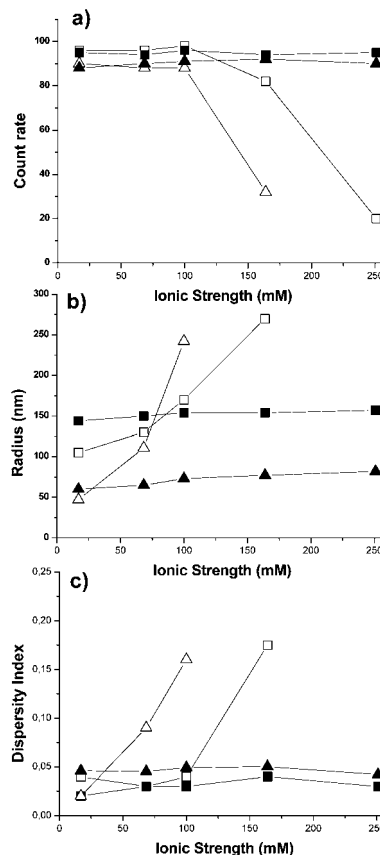 a)
100
80
60
40
20
0
Count rate
0 50 100 150 200 250
Ionic Strength (mM)
b)
300
250
200
150
100
50
0
Radius (nm)
0 50 100 150 200 250
Ionic Strength (mM)
c)
0,25
0,20
0,15
0,10
0,05
0,00
Dispersity Index
0 50 100 150 200 250
Ionic Strength (mM)